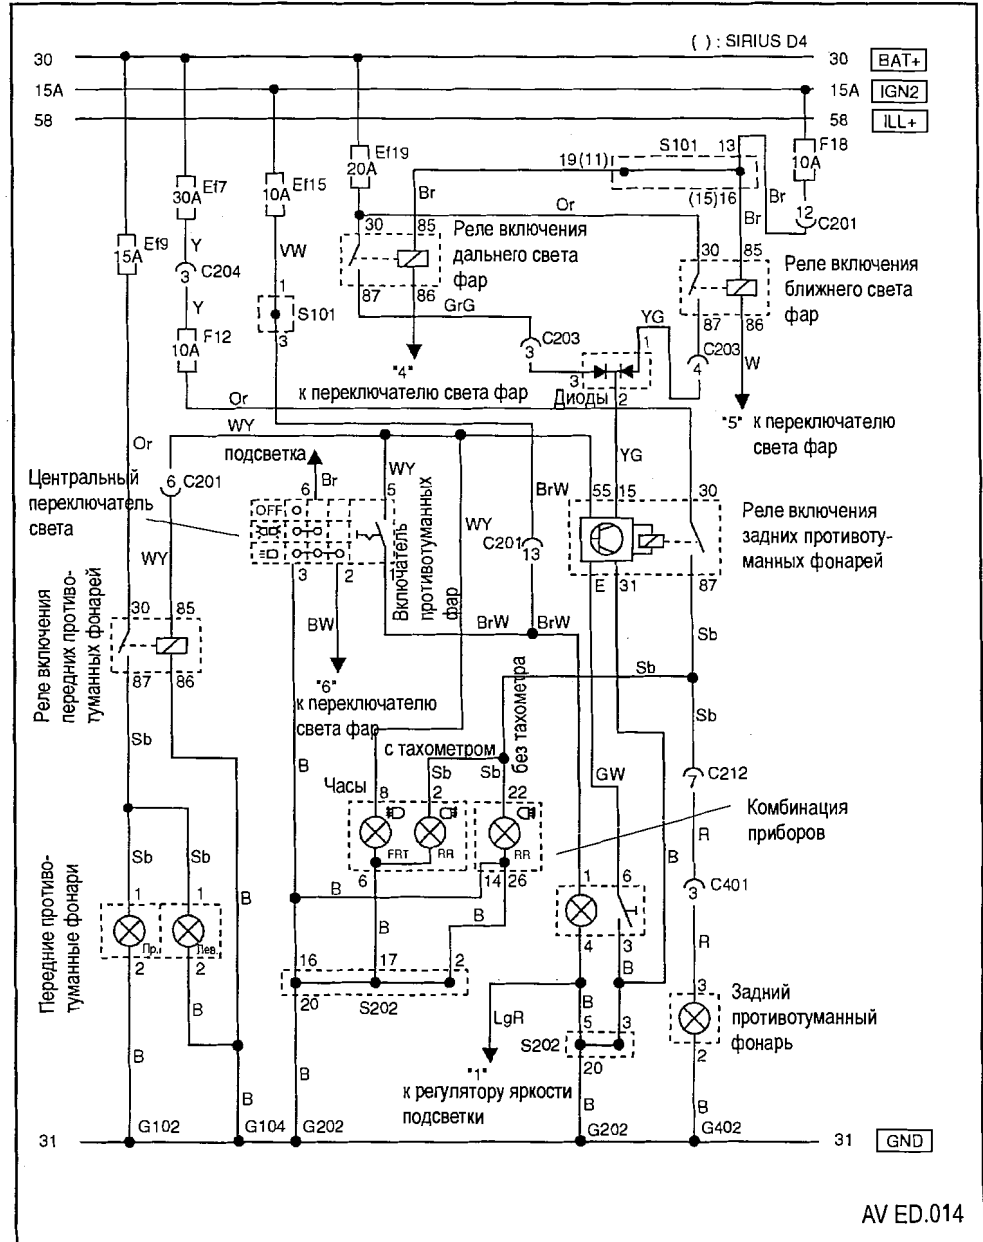 ( ) : SIRIUS D4
30
30
BAT+
15A
15A
IGN2
58
58
ILL+
Ef19
20A
S101
13
F18
10A
19(11)
Ef7
30A
Ef15
10A
(15)16
Br
Br
Or
Br
12
C201
Ef9
15A
Y
VW
30
85
Реле включения
дальнего света
фар
3
C204
30
85
Реле включения
ближнего света
фар
Y
1
87
86
GrG
S101
YG
87
86
F12
10A
3
C203
3
1
C203
4
W
"4"
к переключателю света фар
3
Диоды
2
Or
"5" к переключателю
света фар
WY
Or
подсветка
YG
Центральный
переключатель
света
6
C201
6
Br
WY
5
BrW
55
15
30
OFF
WY
Реле включения
задних противоту-
манных фонарей
WY
C201
13
3
2
1
Включатель
противотуманных
фар
E
31
87
30
85
BW
BrW
BrW
Sb
Реле включения
передних противо-
туманных фонарей
87
86
"6"
к переключателю
света фар
Sb
без тахометра
Sb
Sb
B
с тахометром
Sb
Sb
GW
C212
7
Часы
8
2
22
Комбинация
приборов
R
FRT
RR
RR
Sb
Sb
6
14
26
B
C401
3
B
1
6
1
1
B
B
B
Передние противо-
туманные фонари
Пр.
Лев.
4
3
R
2
2
16
17
2
B
3
Задний
противотуманный
фонарь
20
S202
B
B
LgR
5
3
S202
2
B
B
20
"1"
к регулятору яркости
подсветки
B
B
B
31
G102
G104
G202
G202
G402
31
GND
AV ED.014